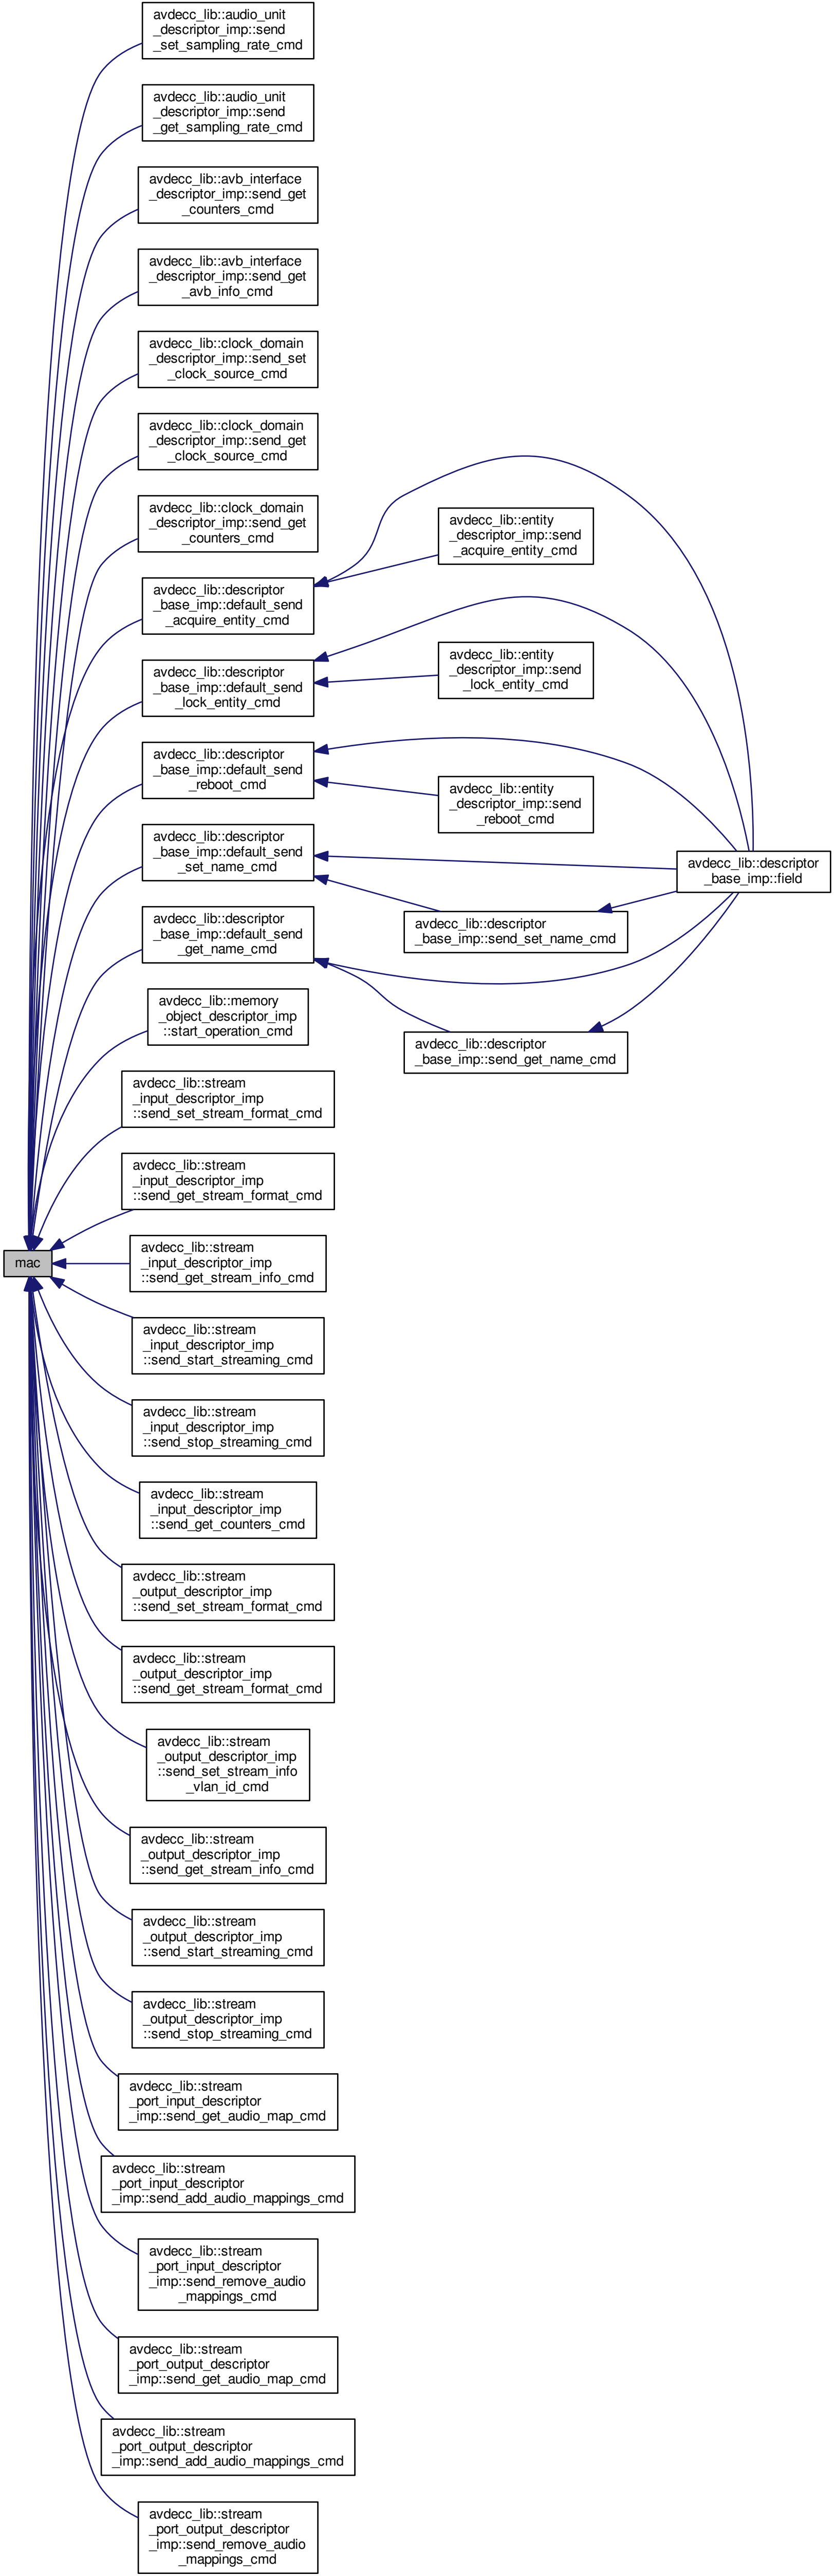 avdecc_lib::audio_unit
_descriptor_imp::send
_set_sampling_rate_cmd
avdecc_lib::audio_unit
_descriptor_imp::send
_get_sampling_rate_cmd
avdecc_lib::avb_interface
_descriptor_imp::send_get
_counters_cmd
avdecc_lib::avb_interface
_descriptor_imp::send_get
_avb_info_cmd
avdecc_lib::clock_domain
_descriptor_imp::send_set
_clock_source_cmd
avdecc_lib::clock_domain
_descriptor_imp::send_get
_clock_source_cmd
avdecc_lib::clock_domain
_descriptor_imp::send_get
_counters_cmd
avdecc_lib::entity
_descriptor_imp::send
_acquire_entity_cmd
avdecc_lib::descriptor
_base_imp::default_send
_acquire_entity_cmd
avdecc_lib::entity
_descriptor_imp::send
_lock_entity_cmd
avdecc_lib::descriptor
_base_imp::default_send
_lock_entity_cmd
avdecc_lib::descriptor
_base_imp::default_send
_reboot_cmd
avdecc_lib::entity
_descriptor_imp::send
_reboot_cmd
avdecc_lib::descriptor
_base_imp::default_send
_set_name_cmd
avdecc_lib::descriptor
_base_imp::field
avdecc_lib::descriptor
_base_imp::send_set_name_cmd
avdecc_lib::descriptor
_base_imp::default_send
_get_name_cmd
avdecc_lib::memory
_object_descriptor_imp
::start_operation_cmd
avdecc_lib::descriptor
_base_imp::send_get_name_cmd
avdecc_lib::stream
_input_descriptor_imp
::send_set_stream_format_cmd
avdecc_lib::stream
_input_descriptor_imp
::send_get_stream_format_cmd
mac
avdecc_lib::stream
_input_descriptor_imp
::send_get_stream_info_cmd
avdecc_lib::stream
_input_descriptor_imp
::send_start_streaming_cmd
avdecc_lib::stream
_input_descriptor_imp
::send_stop_streaming_cmd
avdecc_lib::stream
_input_descriptor_imp
::send_get_counters_cmd
avdecc_lib::stream
_output_descriptor_imp
::send_set_stream_format_cmd
avdecc_lib::stream
_output_descriptor_imp
::send_get_stream_format_cmd
avdecc_lib::stream
_output_descriptor_imp
::send_set_stream_info
_vlan_id_cmd
avdecc_lib::stream
_output_descriptor_imp
::send_get_stream_info_cmd
avdecc_lib::stream
_output_descriptor_imp
::send_start_streaming_cmd
avdecc_lib::stream
_output_descriptor_imp
::send_stop_streaming_cmd
avdecc_lib::stream
_port_input_descriptor
_imp::send_get_audio_map_cmd
avdecc_lib::stream
_port_input_descriptor
_imp::send_add_audio_mappings_cmd
avdecc_lib::stream
_port_input_descriptor
_imp::send_remove_audio
_mappings_cmd
avdecc_lib::stream
_port_output_descriptor
_imp::send_get_audio_map_cmd
avdecc_lib::stream
_port_output_descriptor
_imp::send_add_audio_mappings_cmd
avdecc_lib::stream
_port_output_descriptor
_imp::send_remove_audio
_mappings_cmd